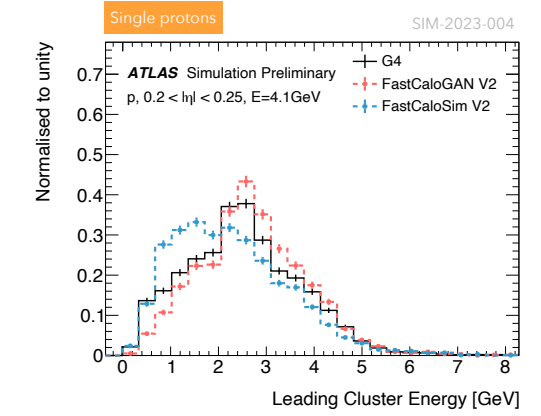 Single protons
SIM-2023-004
Normalised to unity
0.7
0.6
0.5
0.4
0.3
0.2
0.1
0
ATLAS Simulation Preliminary
p, 0.2 < |η| < 0.25, E=4.1GeV
G4
FastCaloGAN V2
FastCaloSim V2
0 1 2 3 4 5 6 7 8
Leading Cluster Energy [GeV]